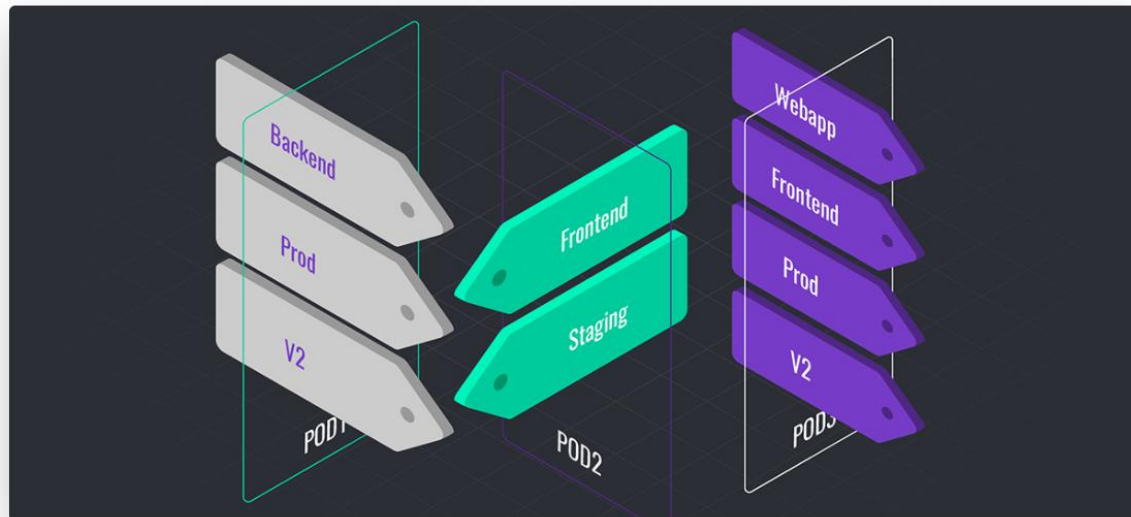 Backend
Prod
V2
POD1
Frontend
Staging
POD2
Webapp
Frontend
Prod
V2
POD3